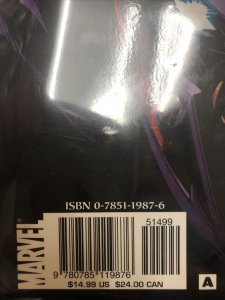 ISBN 0-7851-1987-6
51499
9 780785 119876
$14.99 US $24.00 CAN
MARVEL
A